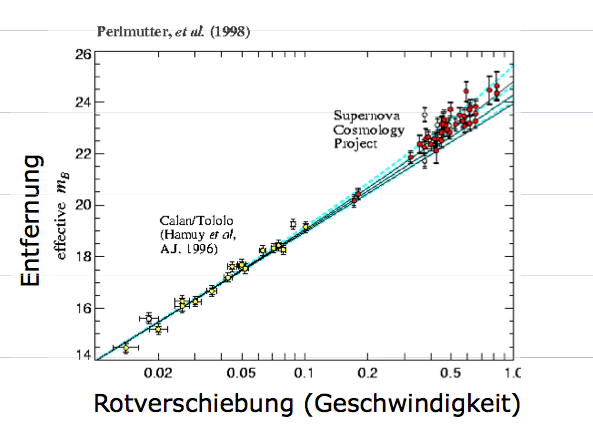 Perlmutter, et al. (1998)
26
24
22
20
18
16
14
Entfernung
effective mB
Supernova
Cosmology
Project
Calan/Tololo
(Hamuy et al,
A.J. 1996)
0.02
0.05
0.1
0.2
0.5
1.0
Rotverschiebung (Geschwindigkeit)